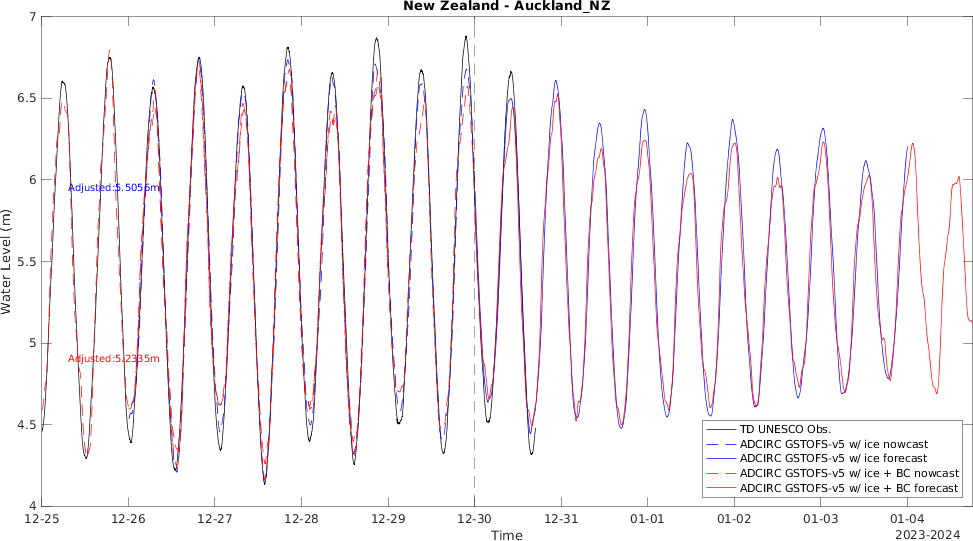 New Zealand - Auckland_NZ
7
6.5
6
5.5
5
4.5
4
Water Level (m)
Adjusted:5.5056m
Adjusted:5.2335m
TD UNESCO Obs.
ADCIRC GSTOFS-v5 w/ ice nowcast
ADCIRC GSTOFS-v5 w/ ice forecast
ADCIRC GSTOFS-v5 w/ ice + BC nowcast
ADCIRC GSTOFS-v5 w/ ice + BC forecast
12-25 12-26 12-27 12-28 12-29 12-30 12-31 01-01 01-02 01-03 01-04
Time
2023-2024